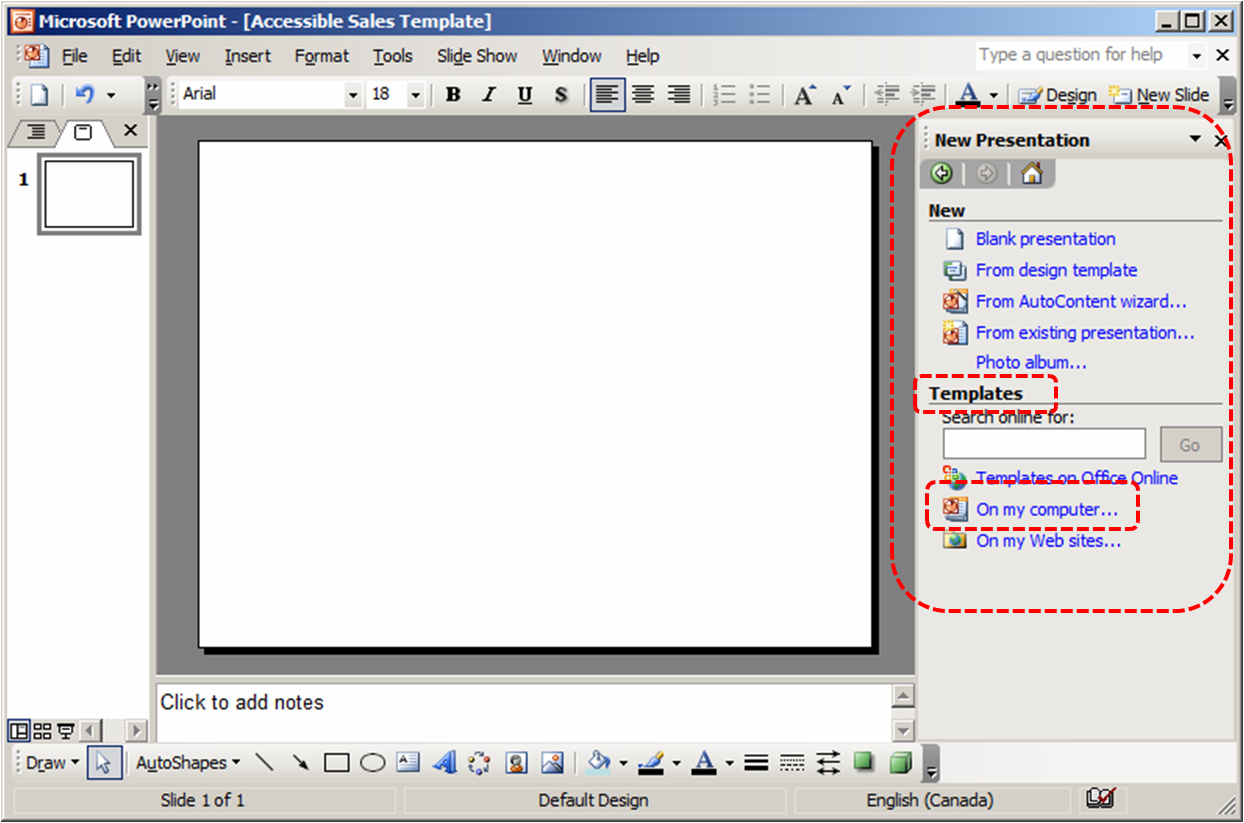 Microsoft PowerPoint - [Accessible Sales Template]
File Edit View Insert Format Tools Slide Show Window Help Type a question for help
Arial 18 B I U S A A A Design New Slide
New Presentation
1
New
Blank presentation
From design template
From AutoContent wizard...
From existing presentation...
Photo album...
Templates
Search online for:
Go
Templates on Office Online
On my computer...
On my Web sites...
Click to add notes
Draw AutoShapes A A A
Slide 1 of 1 Default Design English (Canada)